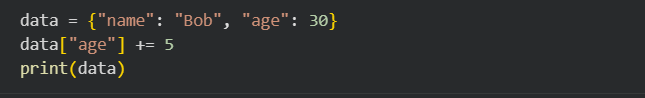 data = {"name": "Bob", "age": 30}
data["age"] += 5
print(data)